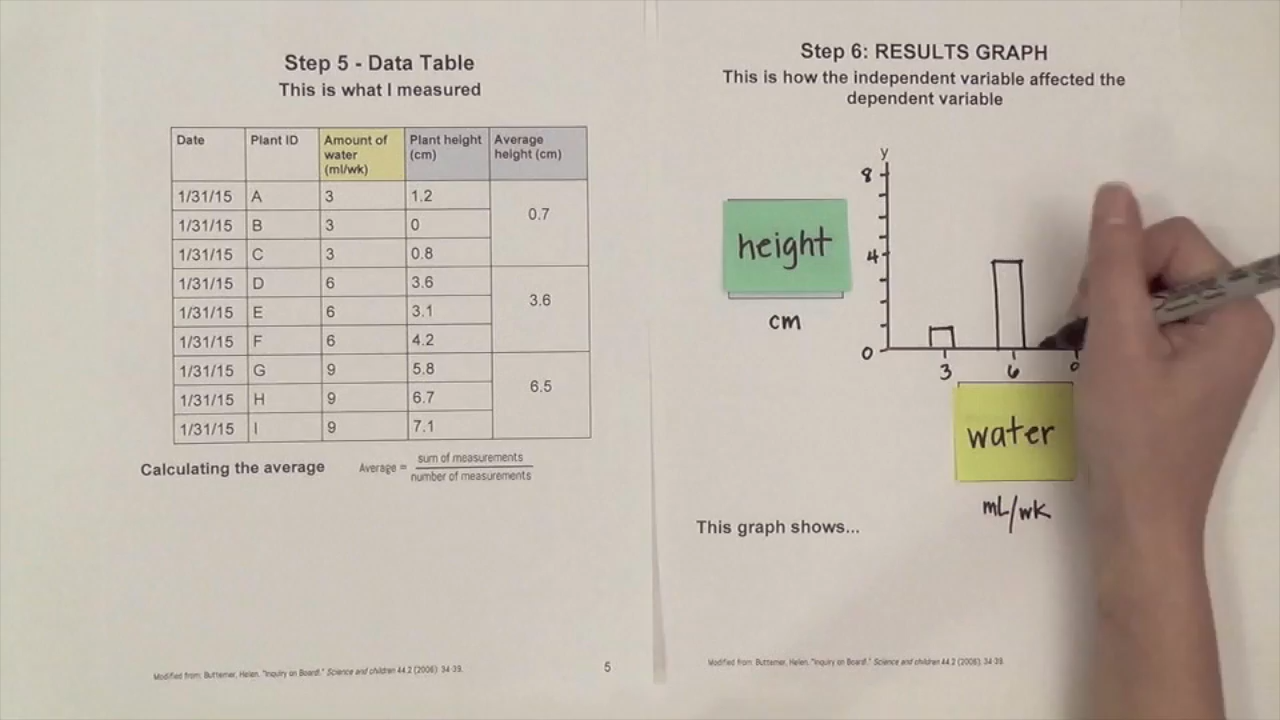 Step 5 - Data Table
This is what I measured
Date Plant ID Amount of water (ml/wk) Plant height (cm) Average height (cm)
1/31/15 A 3 1.2 0.7
1/31/15 B 3 0
1/31/15 C 3 0.8
1/31/15 D 6 3.6 3.6
1/31/15 E 6 3.1
1/31/15 F 6 4.2
1/31/15 G 9 5.8 6.5
1/31/15 H 9 6.7
1/31/15 I 9 7.1
Calculating the average
Average = sum of measurements
number of measurements
Modified from: Buttemer, Helen. "Inquiry on Board!." Science and children 44.2 (2006): 34-39.
5
Step 6: RESULTS GRAPH
This is how the independent variable affected the
dependent variable
y
8
height
4
cm
0
3 6
water
mL/wk
This graph shows...
Modified from: Buttemer, Helen. "Inquiry on Board!." Science and children 44.2 (2006): 34-39.